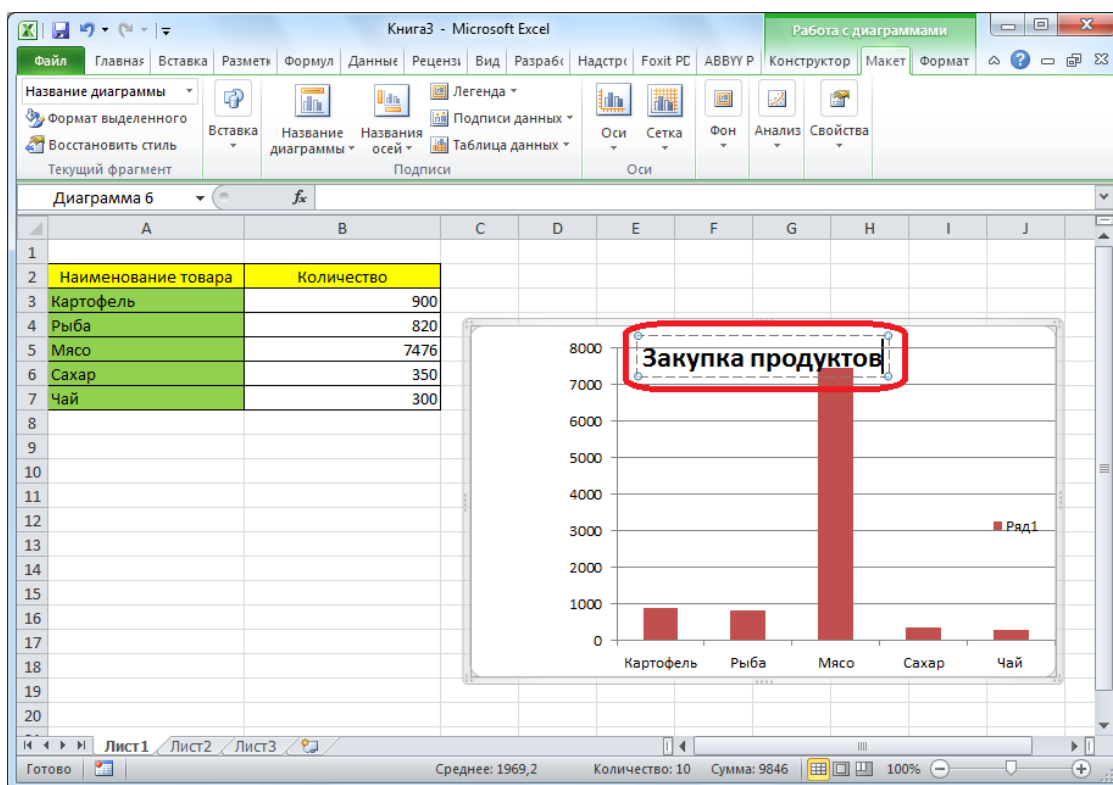 Книга3 - Microsoft Excel
Работа с диаграммами
Файл Главная Вставка Разметк Формул Данные Реценз Вид Разраб Надстр Foxit PD ABBYY P Конструктор Макет Формат
Название диаграммы
Формат выделенного
Восстановить стиль
Текущий фрагмент
Вставка
Название диаграммы
Названия осей
Легенда
Подписи данных
Таблица данных
Подписи
Оси Сетка
Оси
Фон
Анализ
Свойства
Диаграмма 6 fx
A B C D E F G H I J
1
2 Наименование товара Количество
3 Картофель 900
4 Рыба 820
5 Мясо 7476
6 Сахар 350
7 Чай 300
8
9
10
11
12
13
14
15
16
17
18
19
20
Закупка продуктов
8000
7000
6000
5000
4000
3000
2000
1000
0
Ряд1
Картофель Рыба Мясо Сахар Чай
Лист1 Лист2 Лист3
Готово Среднее: 1969,2 Количество: 10 Сумма: 9846 100%